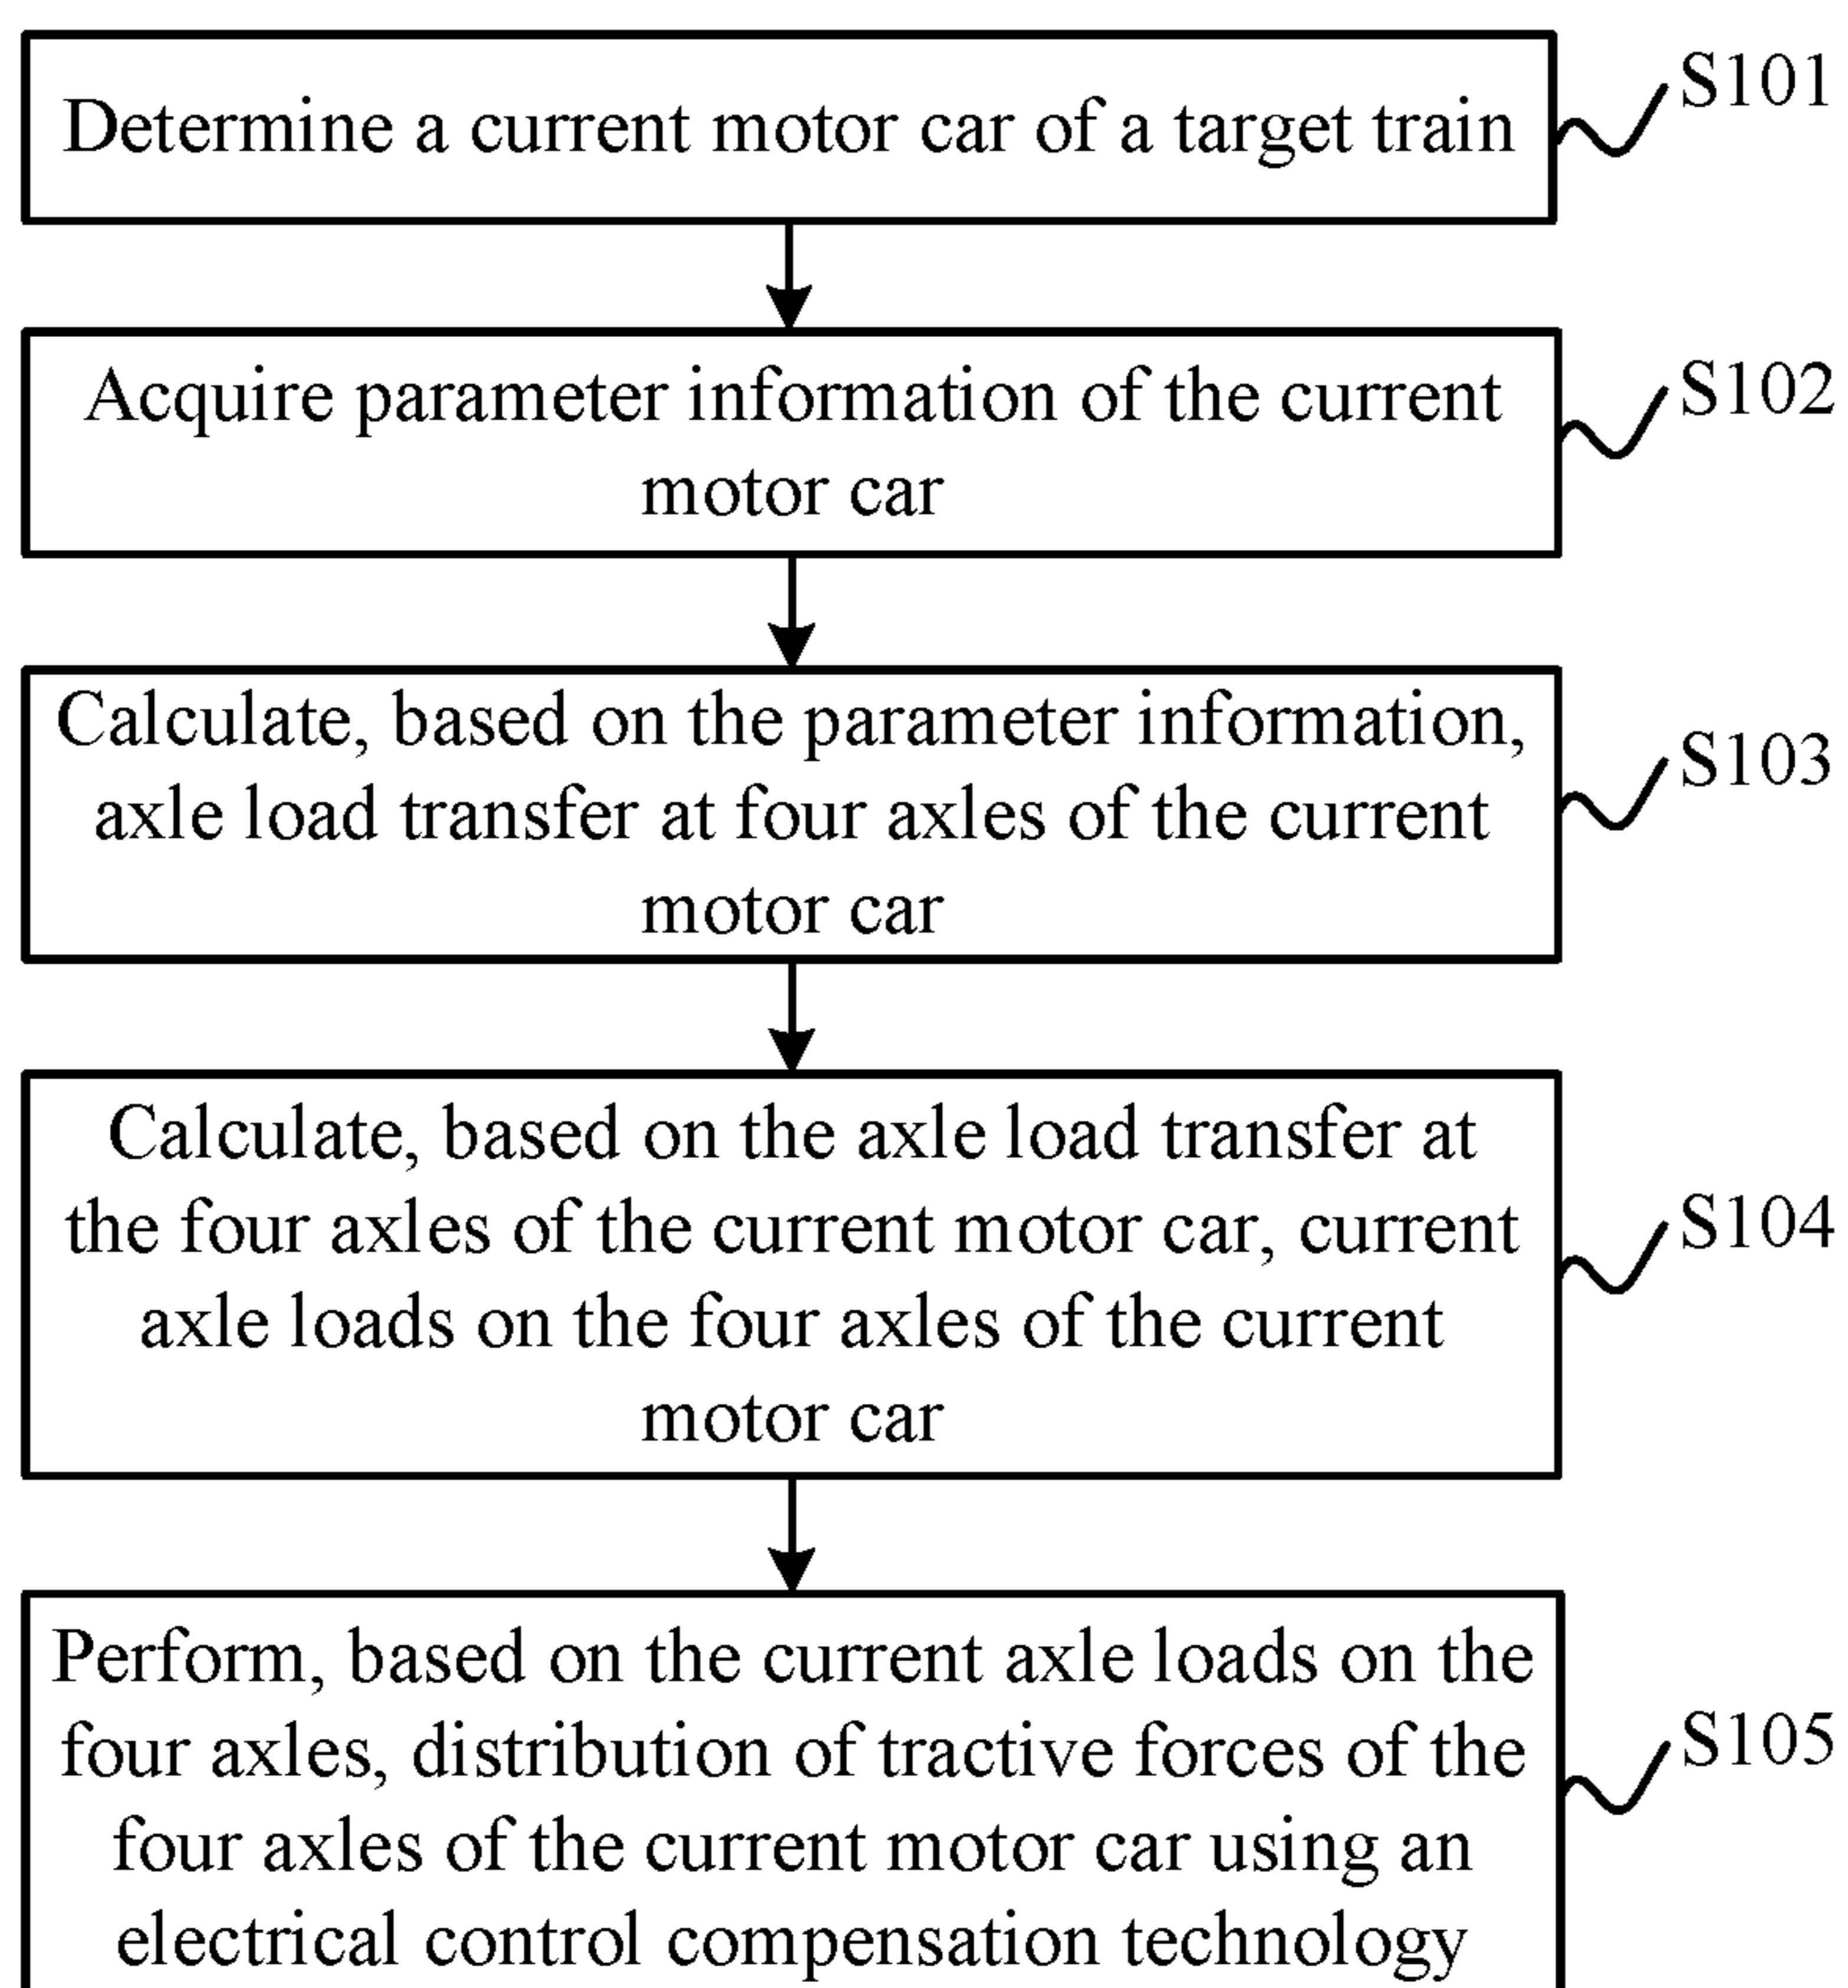 Determine a current motor car of a target train
S101
Acquire parameter information of the current
motor car
S102
Calculate, based on the parameter information,
axle load transfer at four axles of the current
motor car
S103
Calculate, based on the axle load transfer at
the four axles of the current motor car, current
axle loads on the four axles of the current
motor car
S104
Perform, based on the current axle loads on the
four axles, distribution of tractive forces of the
four axles of the current motor car using an
electrical control compensation technology
S105